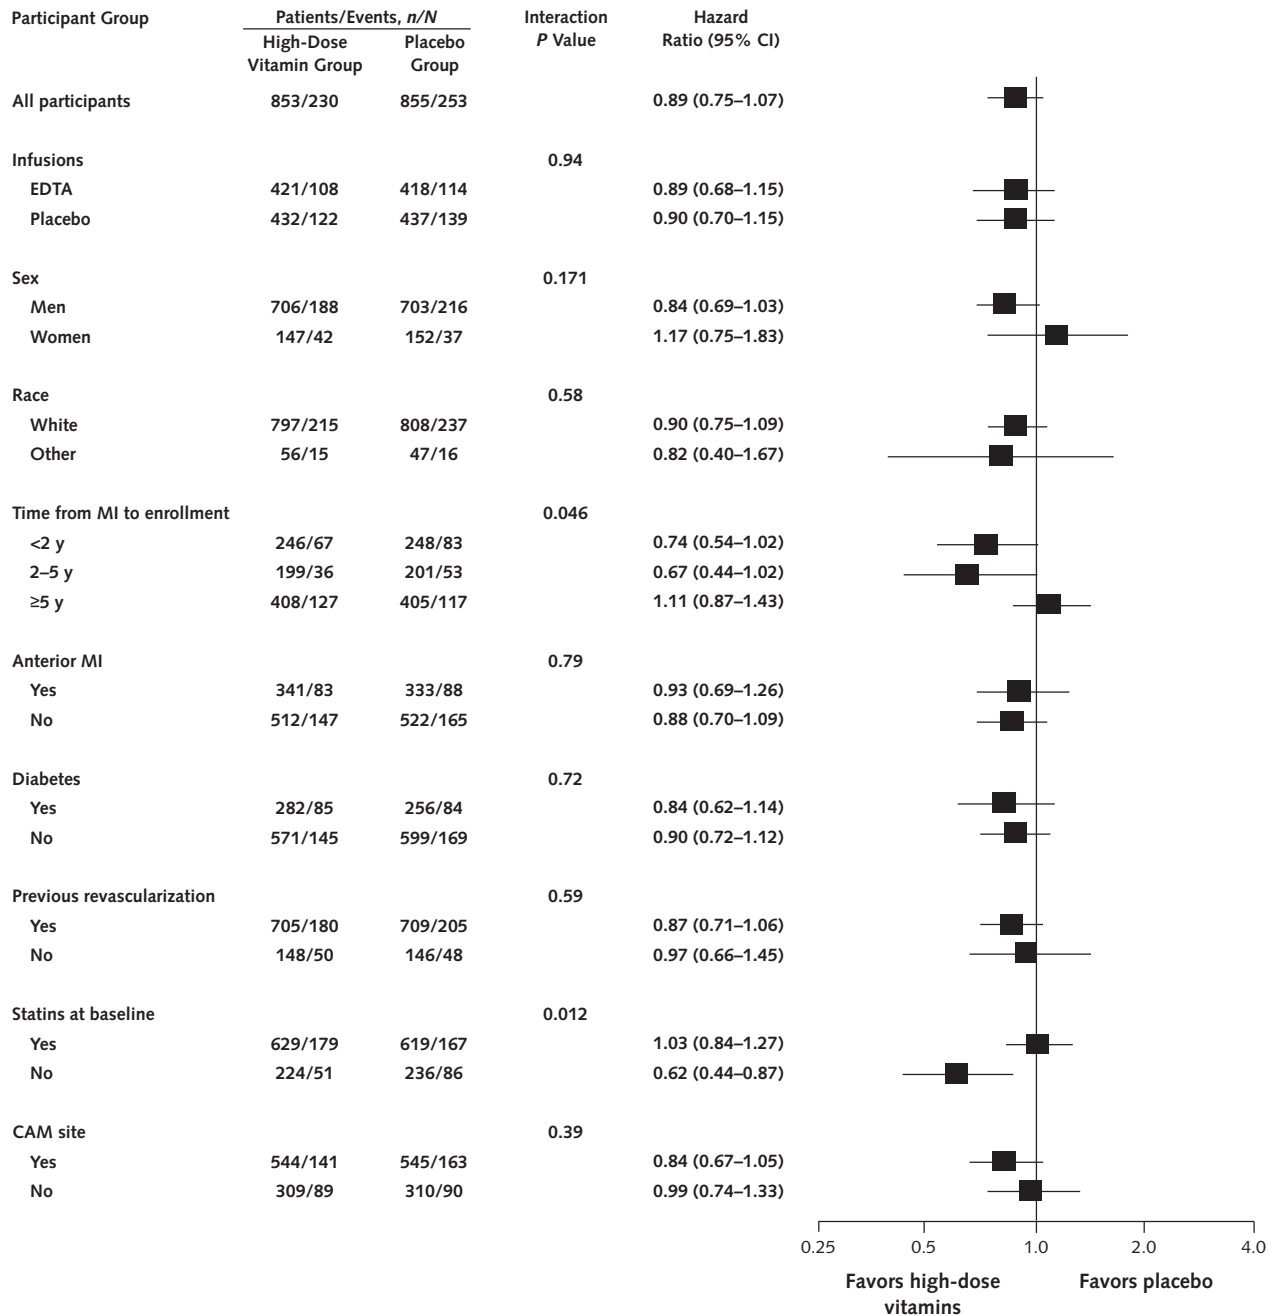 Participant Group Patients/Events, n/N Interaction Hazard
High-Dose Placebo P Value Ratio (95% CI)
Vitamin Group Group
All participants 853/230 855/253 0.89 (0.75–1.07)
Infusions 0.94
EDTA 421/108 418/114 0.89 (0.68–1.15)
Placebo 432/122 437/139 0.90 (0.70–1.15)
Sex 0.171
Men 706/188 703/216 0.84 (0.69–1.03)
Women 147/42 152/37 1.17 (0.75–1.83)
Race 0.58
White 797/215 808/237 0.90 (0.75–1.09)
Other 56/15 47/16 0.82 (0.40–1.67)
Time from MI to enrollment 0.046
<2 y 246/67 248/83 0.74 (0.54–1.02)
2–5 y 199/36 201/53 0.67 (0.44–1.02)
≥5 y 408/127 405/117 1.11 (0.87–1.43)
Anterior MI 0.79
Yes 341/83 333/88 0.93 (0.69–1.26)
No 512/147 522/165 0.88 (0.70–1.09)
Diabetes 0.72
Yes 282/85 256/84 0.84 (0.62–1.14)
No 571/145 599/169 0.90 (0.72–1.12)
Previous revascularization 0.59
Yes 705/180 709/205 0.87 (0.71–1.06)
No 148/50 146/48 0.97 (0.66–1.45)
Statins at baseline 0.012
Yes 629/179 619/167 1.03 (0.84–1.27)
No 224/51 236/86 0.62 (0.44–0.87)
CAM site 0.39
Yes 544/141 545/163 0.84 (0.67–1.05)
No 309/89 310/90 0.99 (0.74–1.33)
0.25 0.5 1.0 2.0 4.0
Favors high-dose Favors placebo
vitamins